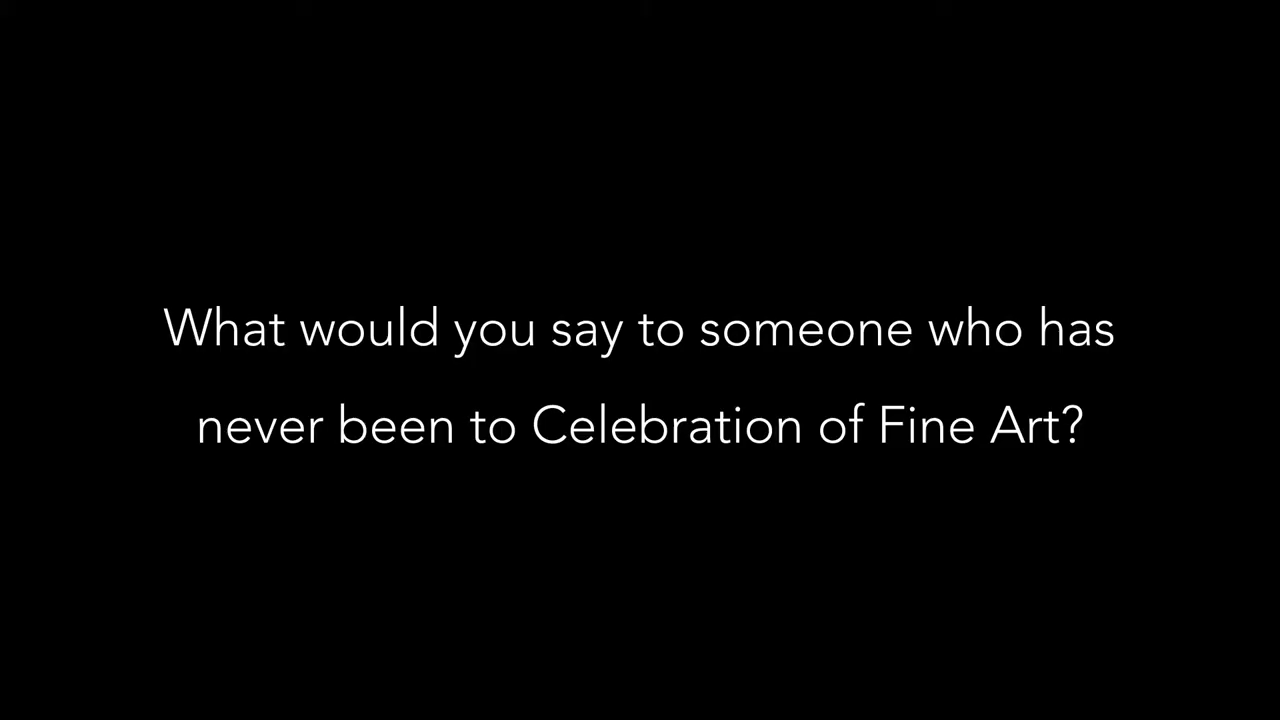 What would you say to someone who has
never been to Celebration of Fine Art?